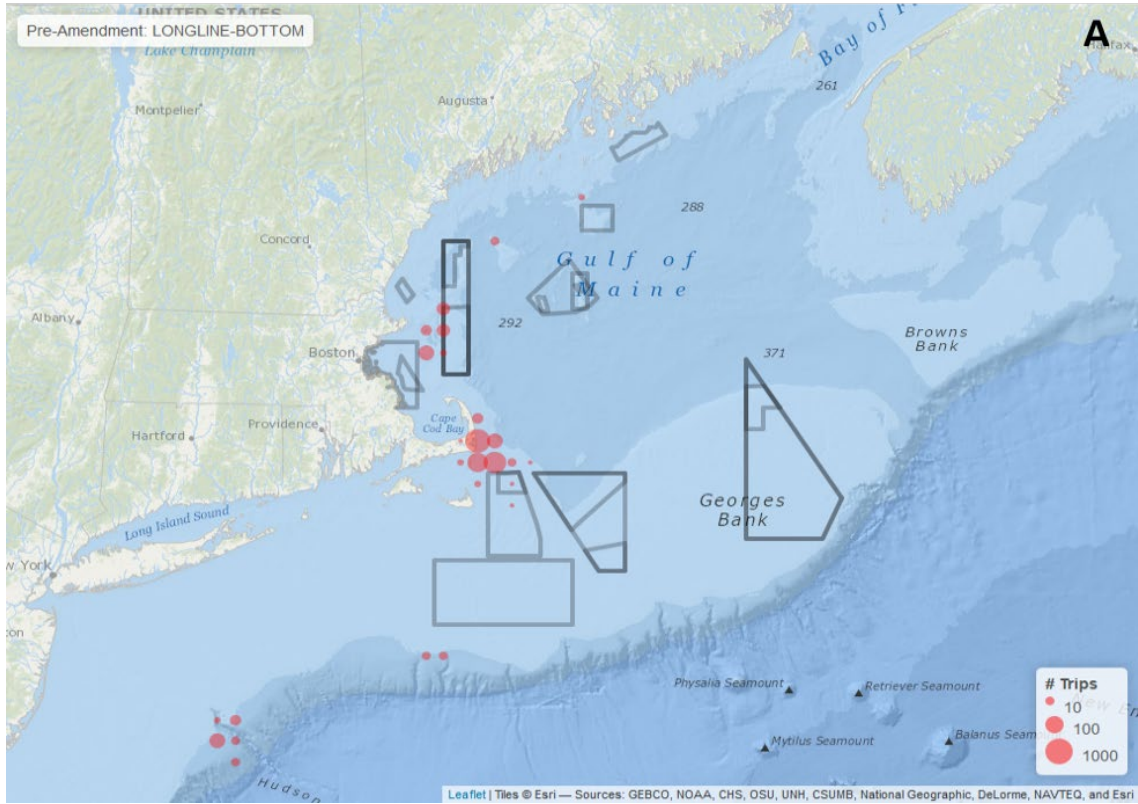 Pre-Amendment: LONGLINE-BOTTOM
UNITED STATES
A
Lake Champlain
Halifax
Bay of
Montpelier
Augusta
261
288
Concord
Gulf of
Maine
Albany
292
Boston
Browns
Bank
371
Cape
Cod Bay
Hartford
Providence
Georges
Bank
Long Island Sound
w York
Physalia Seamount
Retriever Seamount
Mytilus Seamount
Balanus Seam
Hudson
# Trips
10
100
1000
Leaflet | Tiles © Esri — Sources: GEBCO, NOAA, CHS, OSU, UNH, CSUMB, National Geographic, DeLorme, NAVTEQ, and Esri